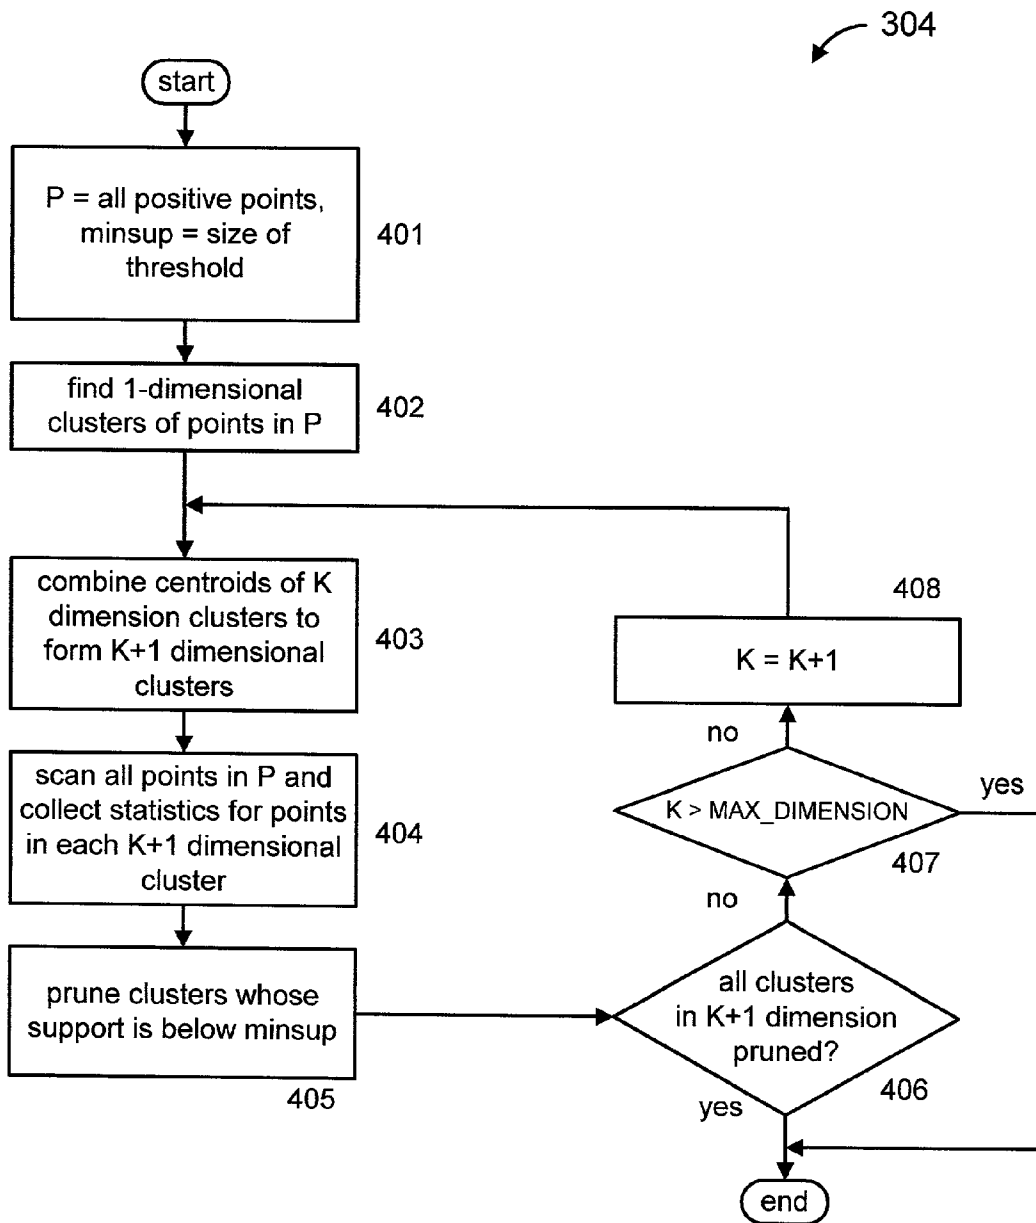 304
start
P = all positive points,
minsup = size of
threshold
401
find 1-dimensional
clusters of points in P
402
combine centroids of K
dimension clusters to
form K+1 dimensional
clusters
403
scan all points in P and
collect statistics for points
in each K+1 dimensional
cluster
404
prune clusters whose
support is below minsup
405
all clusters
in K+1 dimension
pruned?
406
yes
no
K > MAX_DIMENSION
407
yes
no
K = K+1
408
end